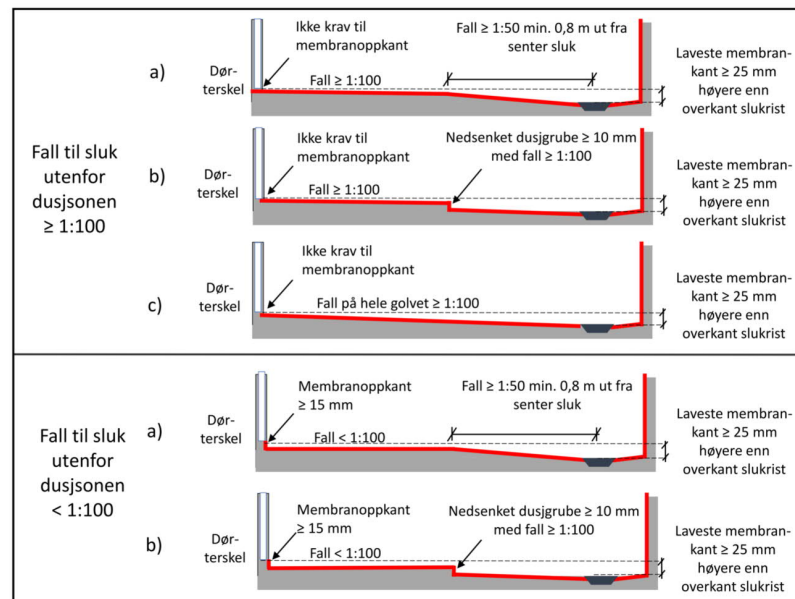 Fall til sluk
utenfor
dusjsonen
≥ 1:100
a)
Dør-
terskel
Ikke krav til
membranoppkant
Fall ≥ 1:100
Fall ≥ 1:50 min. 0,8 m ut fra
senter sluk
Laveste membran-
kant ≥ 25 mm
høyere enn
overkant slukrist
b)
Dør-
terskel
Ikke krav til
membranoppkant
Fall ≥ 1:100
Nedsenket dusjgrube ≥ 10 mm
med fall ≥ 1:100
Laveste membran-
kant ≥ 25 mm
høyere enn
overkant slukrist
c)
Dør-
terskel
Ikke krav til
membranoppkant
Fall på hele golvet ≥ 1:100
Laveste membran-
kant ≥ 25 mm
høyere enn
overkant slukrist
Fall til sluk
utenfor
dusjsonen
< 1:100
a)
Dør-
terskel
Membranoppkant
≥ 15 mm
Fall < 1:100
Fall ≥ 1:50 min. 0,8 m ut fra
senter sluk
Laveste membran-
kant ≥ 25 mm
høyere enn
overkant slukrist
b)
Dør-
terskel
Membranoppkant
≥ 15 mm
Fall < 1:100
Nedsenket dusjgrube ≥ 10 mm
med fall ≥ 1:100
Laveste membran-
kant ≥ 25 mm
høyere enn
overkant slukrist